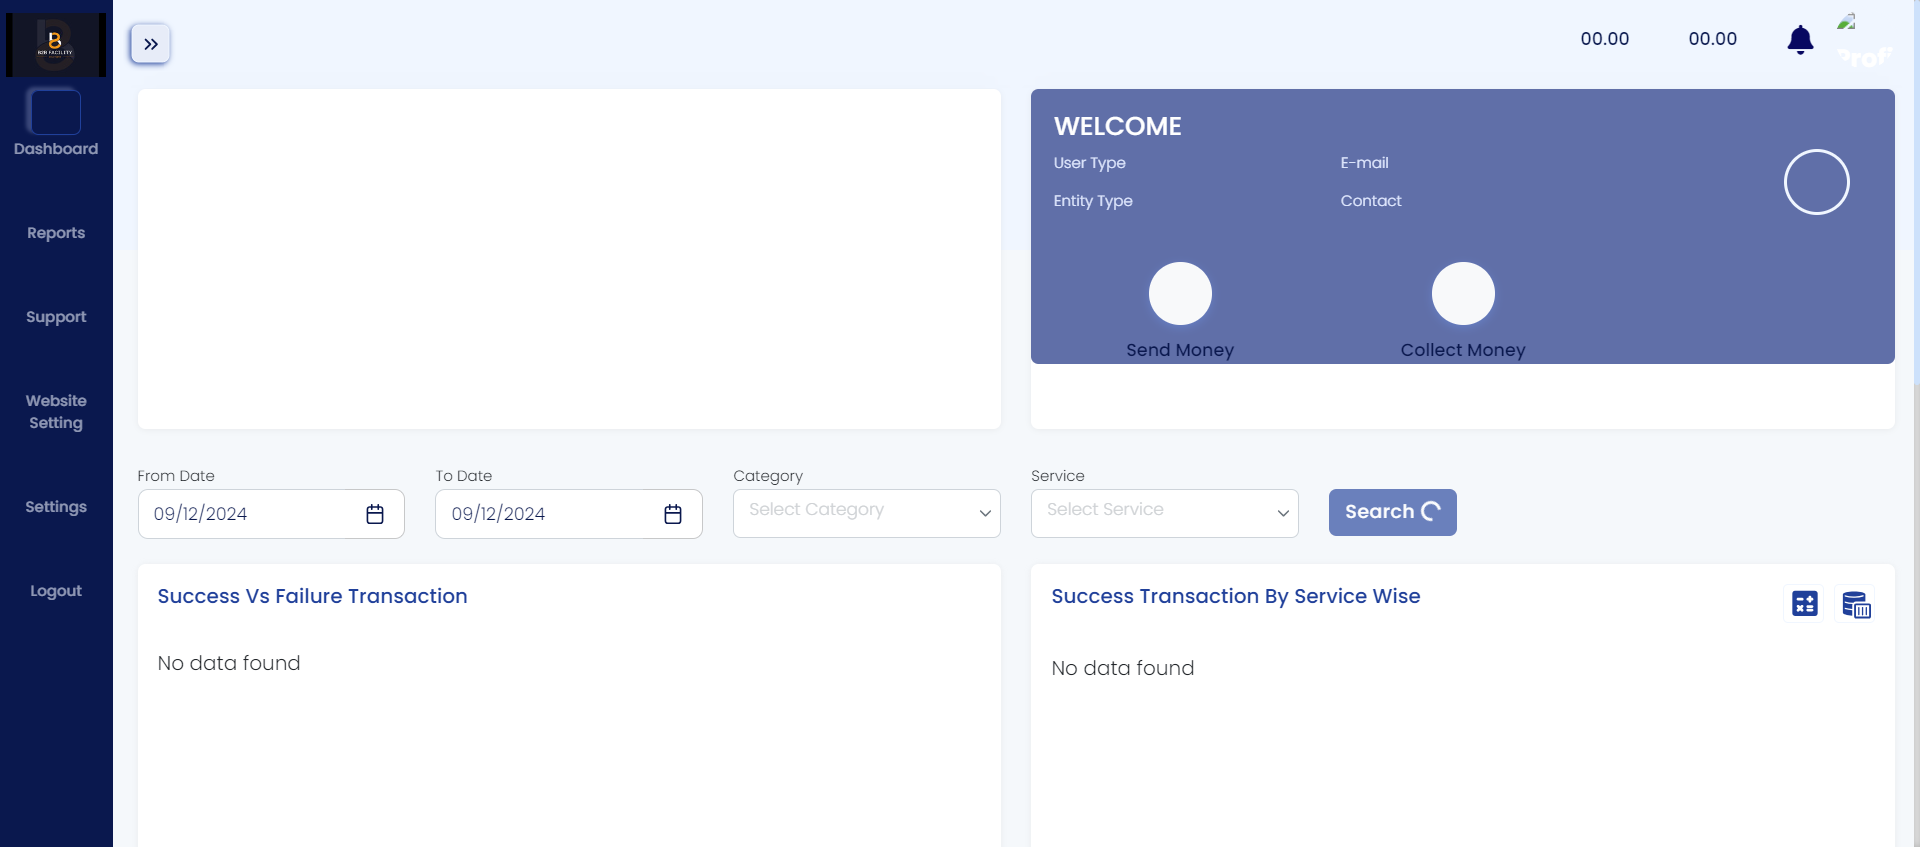 B2B FACILITY
00.00
00.00
Prof
Dashboard
Reports
Support
Website
Setting
Settings
Logout
WELCOME
User Type
E-mail
Entity Type
Contact
Send Money
Collect Money
From Date
To Date
Category
Service
09/12/2024
09/12/2024
Select Category
Select Service
Search
Success Vs Failure Transaction
No data found
Success Transaction By Service Wise
No data found